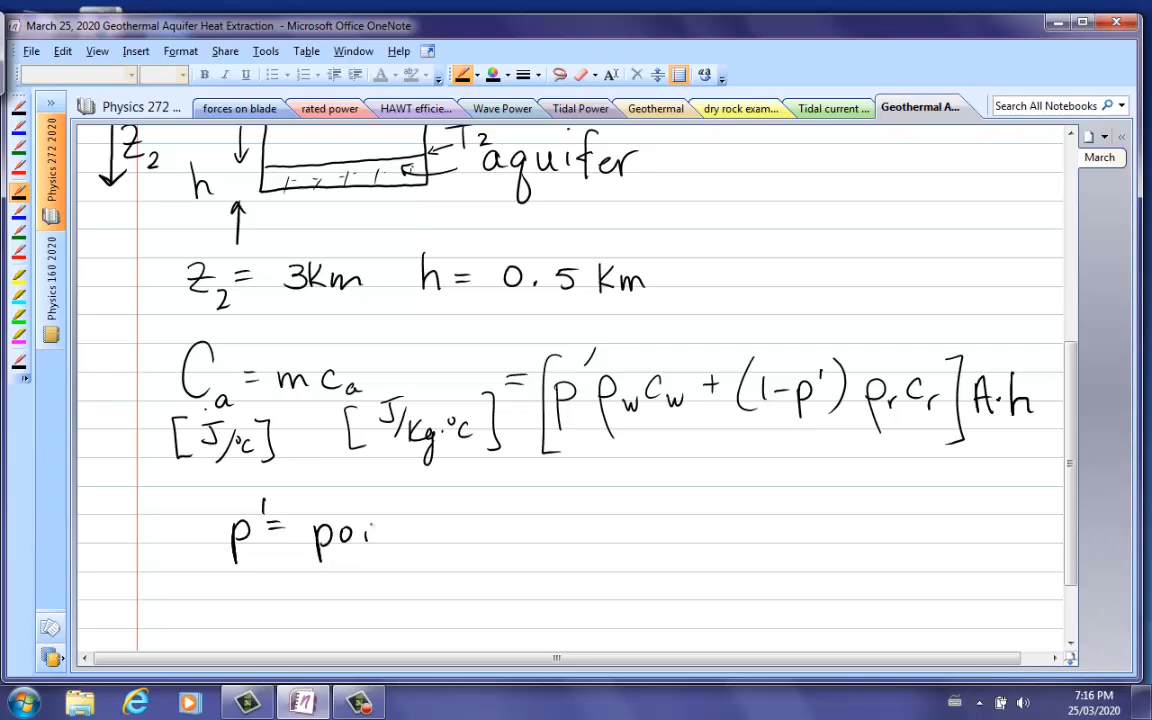 March 25, 2020 Geothermal Aquifer Heat Extraction - Microsoft Office OneNote
File Edit View Insert Format Share Tools Table Window Help
Physics 272 ... forces on blade rated power HAWT efficie... Wave Power Tidal Power Geothermal dry rock exam... Tidal current ... Geothermal A... Search All Notebooks
March
Physics 272 2020
Physics 160 2020
Z₂ h T₂ aquifer
Z₂ = 3Km h = 0.5 Km
Cₐ = m cₐ = [p' ρw cw + (1-p') ρr cr] A·h
[J/°C] [J/kg·°C]
p' = poi
7:16 PM
25/03/2020